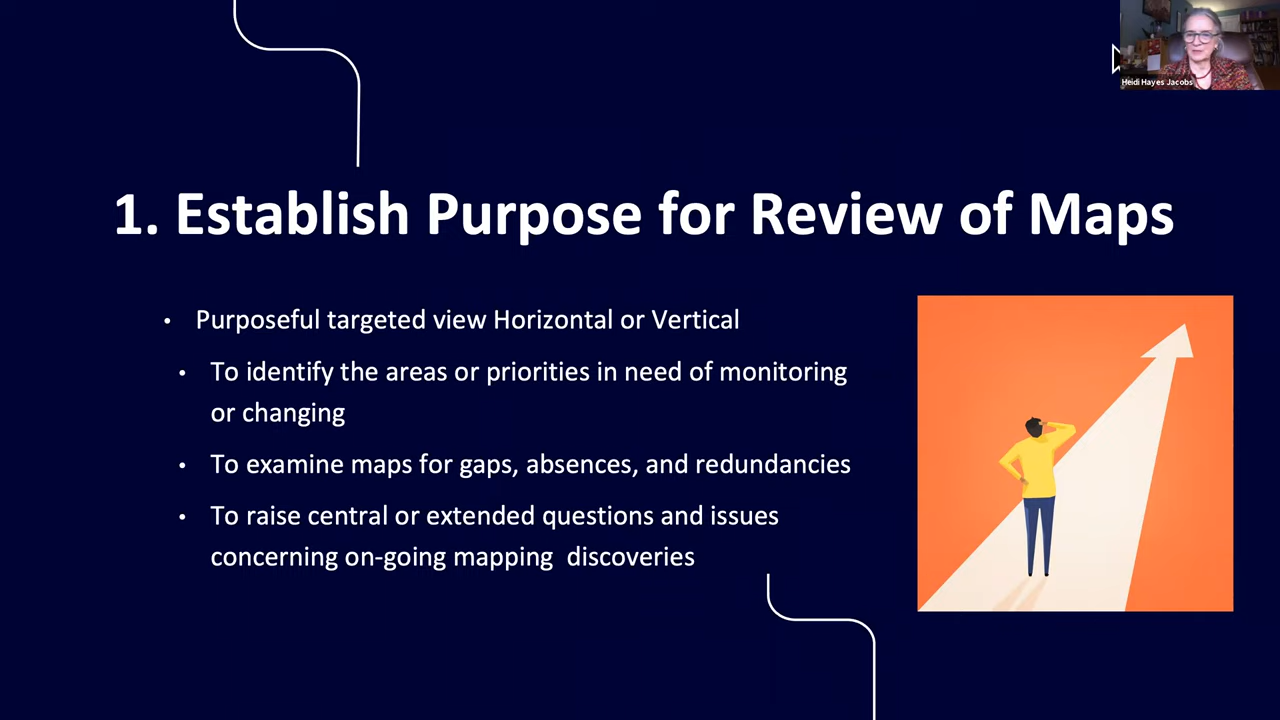 Heidi Hayes Jacobs
1. Establish Purpose for Review of Maps
• Purposeful targeted view Horizontal or Vertical
• To identify the areas or priorities in need of monitoring
or changing
• To examine maps for gaps, absences, and redundancies
• To raise central or extended questions and issues
concerning on-going mapping  discoveries